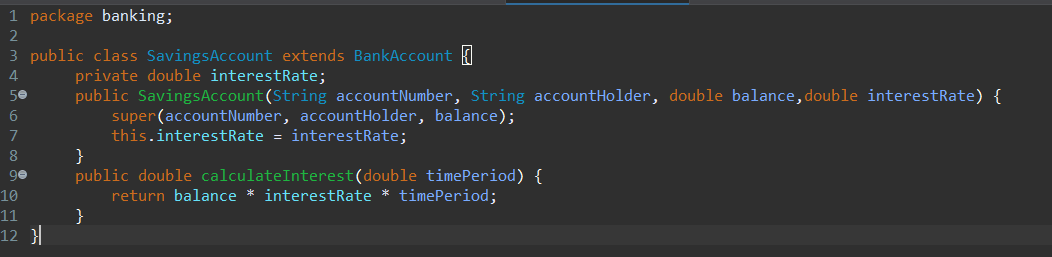 1 package banking;
2
3 public class SavingsAccount extends BankAccount {
4     private double interestRate;
5     public SavingsAccount(String accountNumber, String accountHolder, double balance,double interestRate) {
6         super(accountNumber, accountHolder, balance);
7         this.interestRate = interestRate;
8     }
9     public double calculateInterest(double timePeriod) {
10         return balance * interestRate * timePeriod;
11     }
12 }